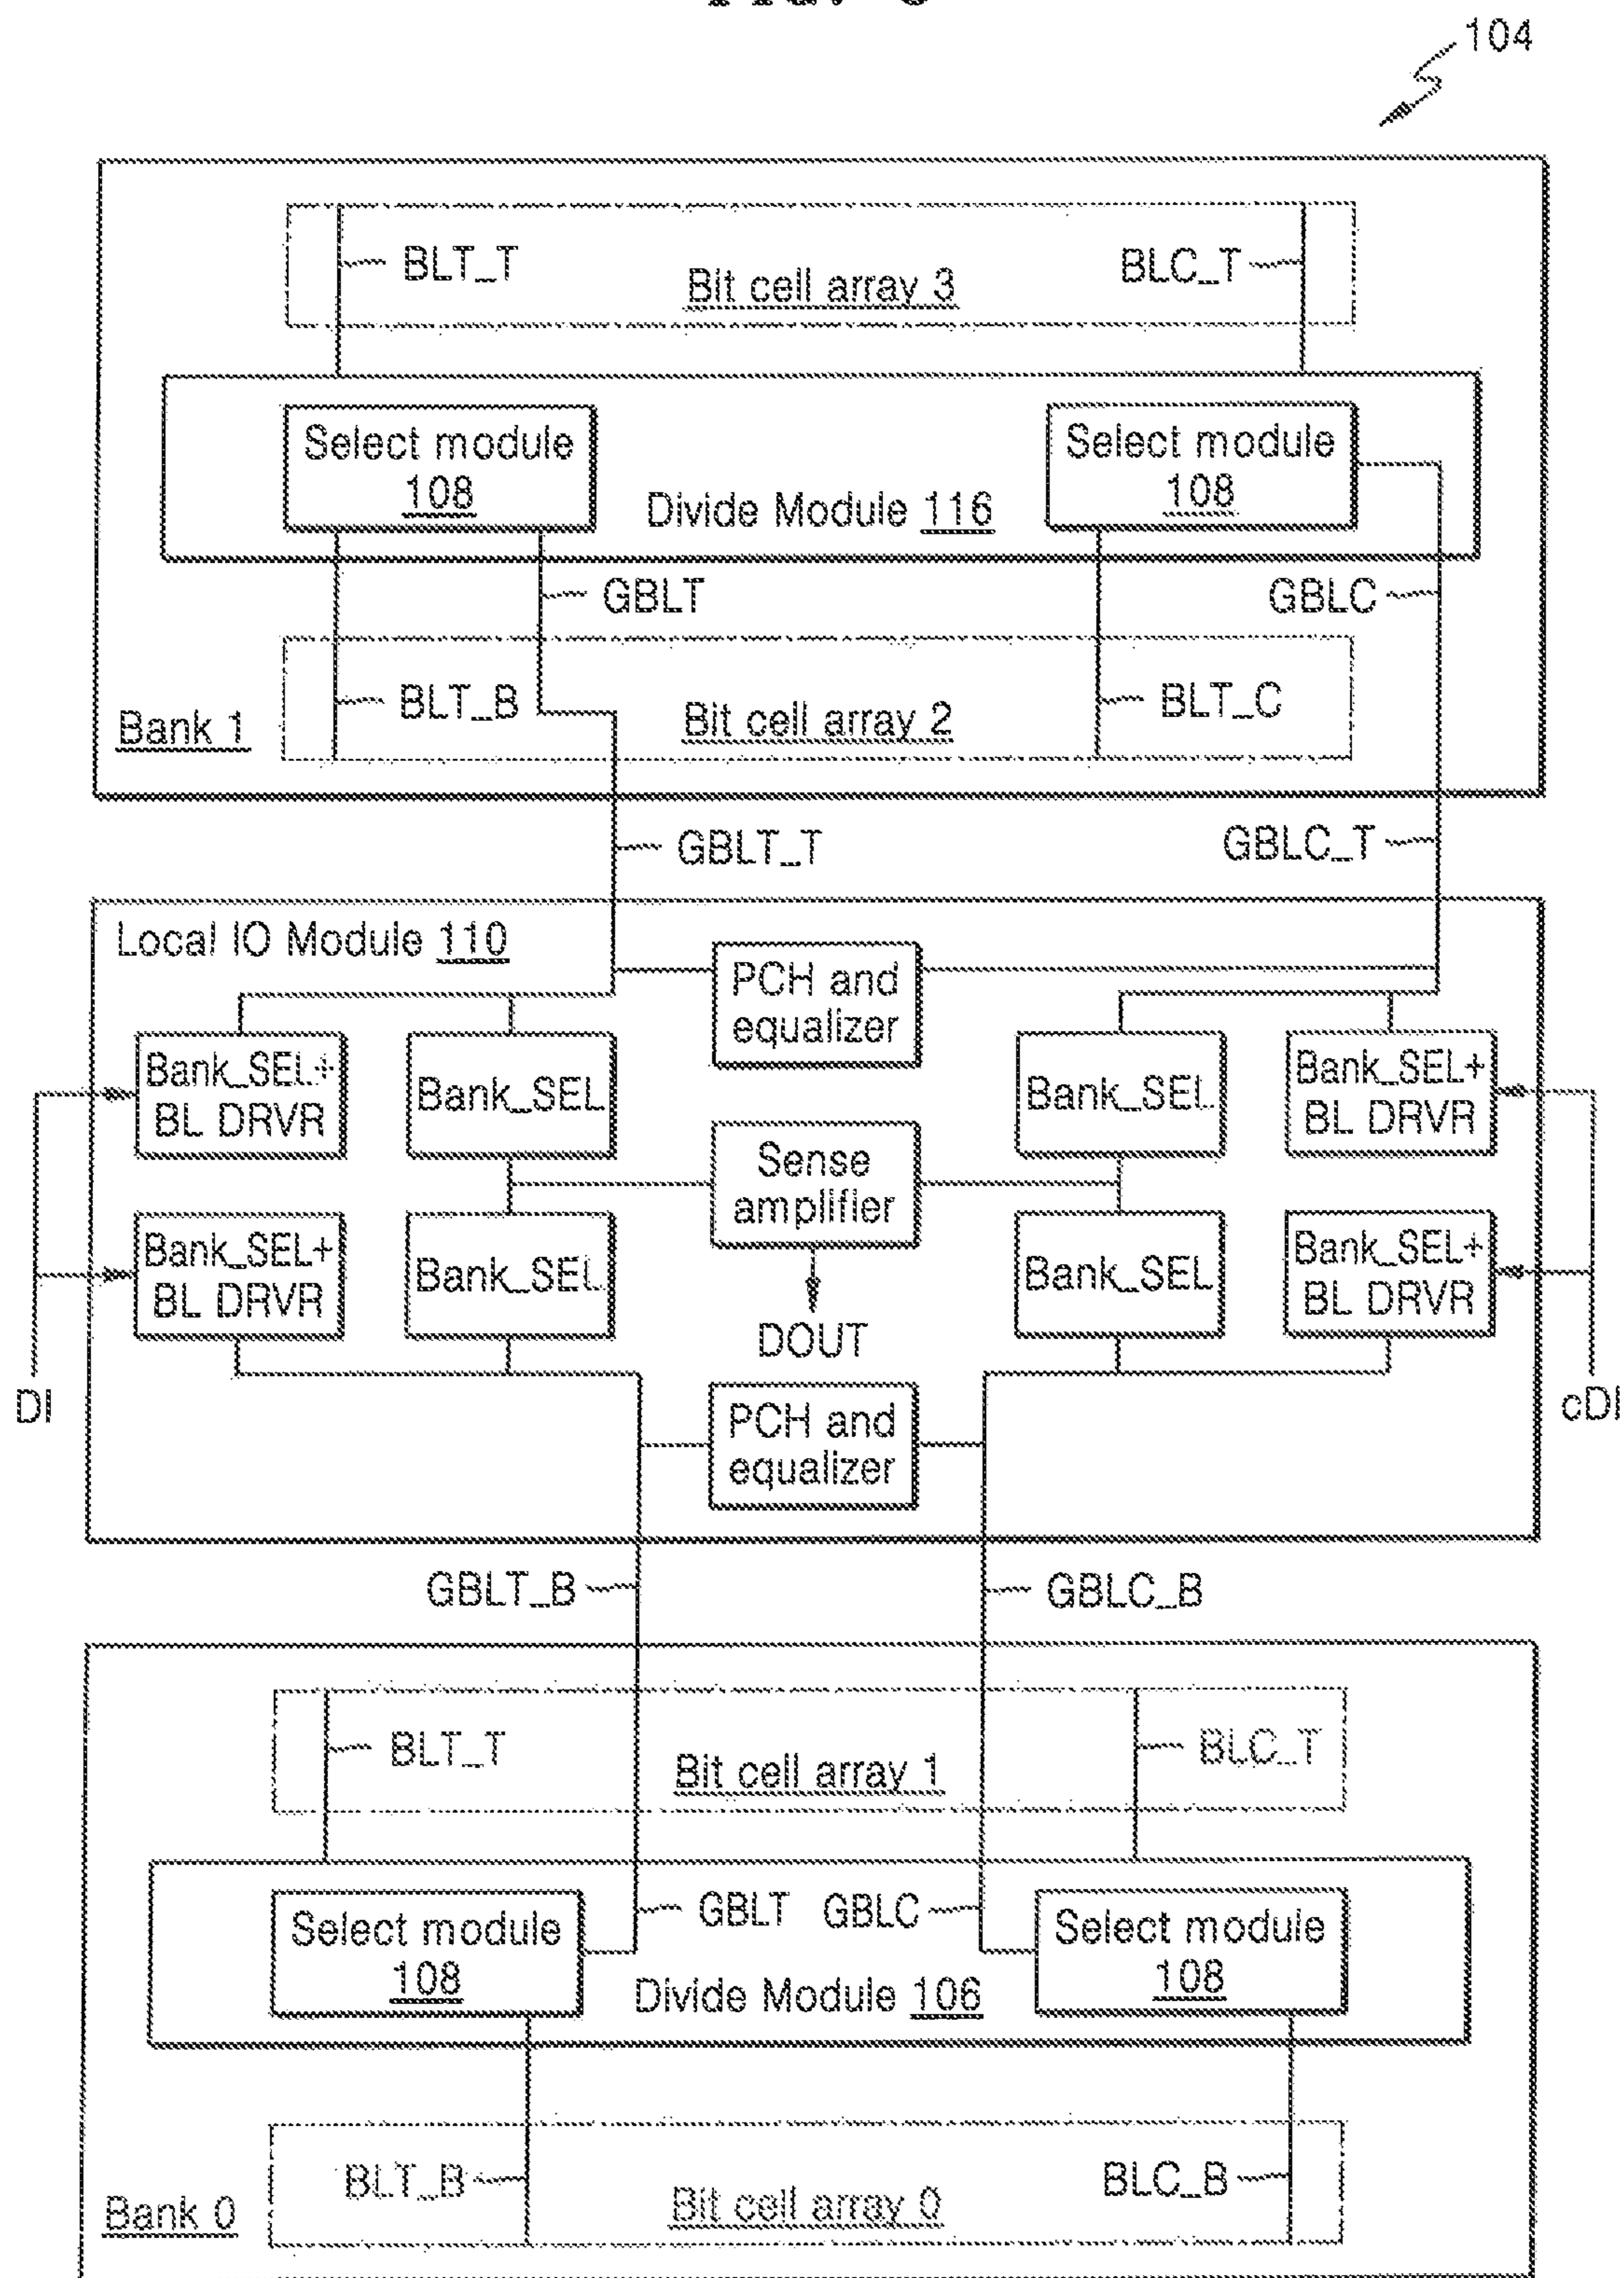 104
BLT_T
BLC_T
Bit cell array 3
Select module
108
Select module
108
Divide Module 116
GBLT
GBLC
BLT_B
BLT_C
Bit cell array 2
Bank 1
GBLT_T
GBLC_T
Local IO Module 110
PCH and
equalizer
Bank_SEL+
BL DRVR
Bank_SEL
Bank_SEL
Bank_SEL+
BL DRVR
Sense
amplifier
Bank_SEL+
BL DRVR
Bank_SEL
Bank_SEL
Bank_SEL+
BL DRVR
DOUT
DI
cDI
PCH and
equalizer
GBLT_B
GBLC_B
BLT_T
BLC_T
Bit cell array 1
GBLT
GBLC
Select module
108
Select module
108
Divide Module 106
BLT_B
BLC_B
Bit cell array 0
Bank 0